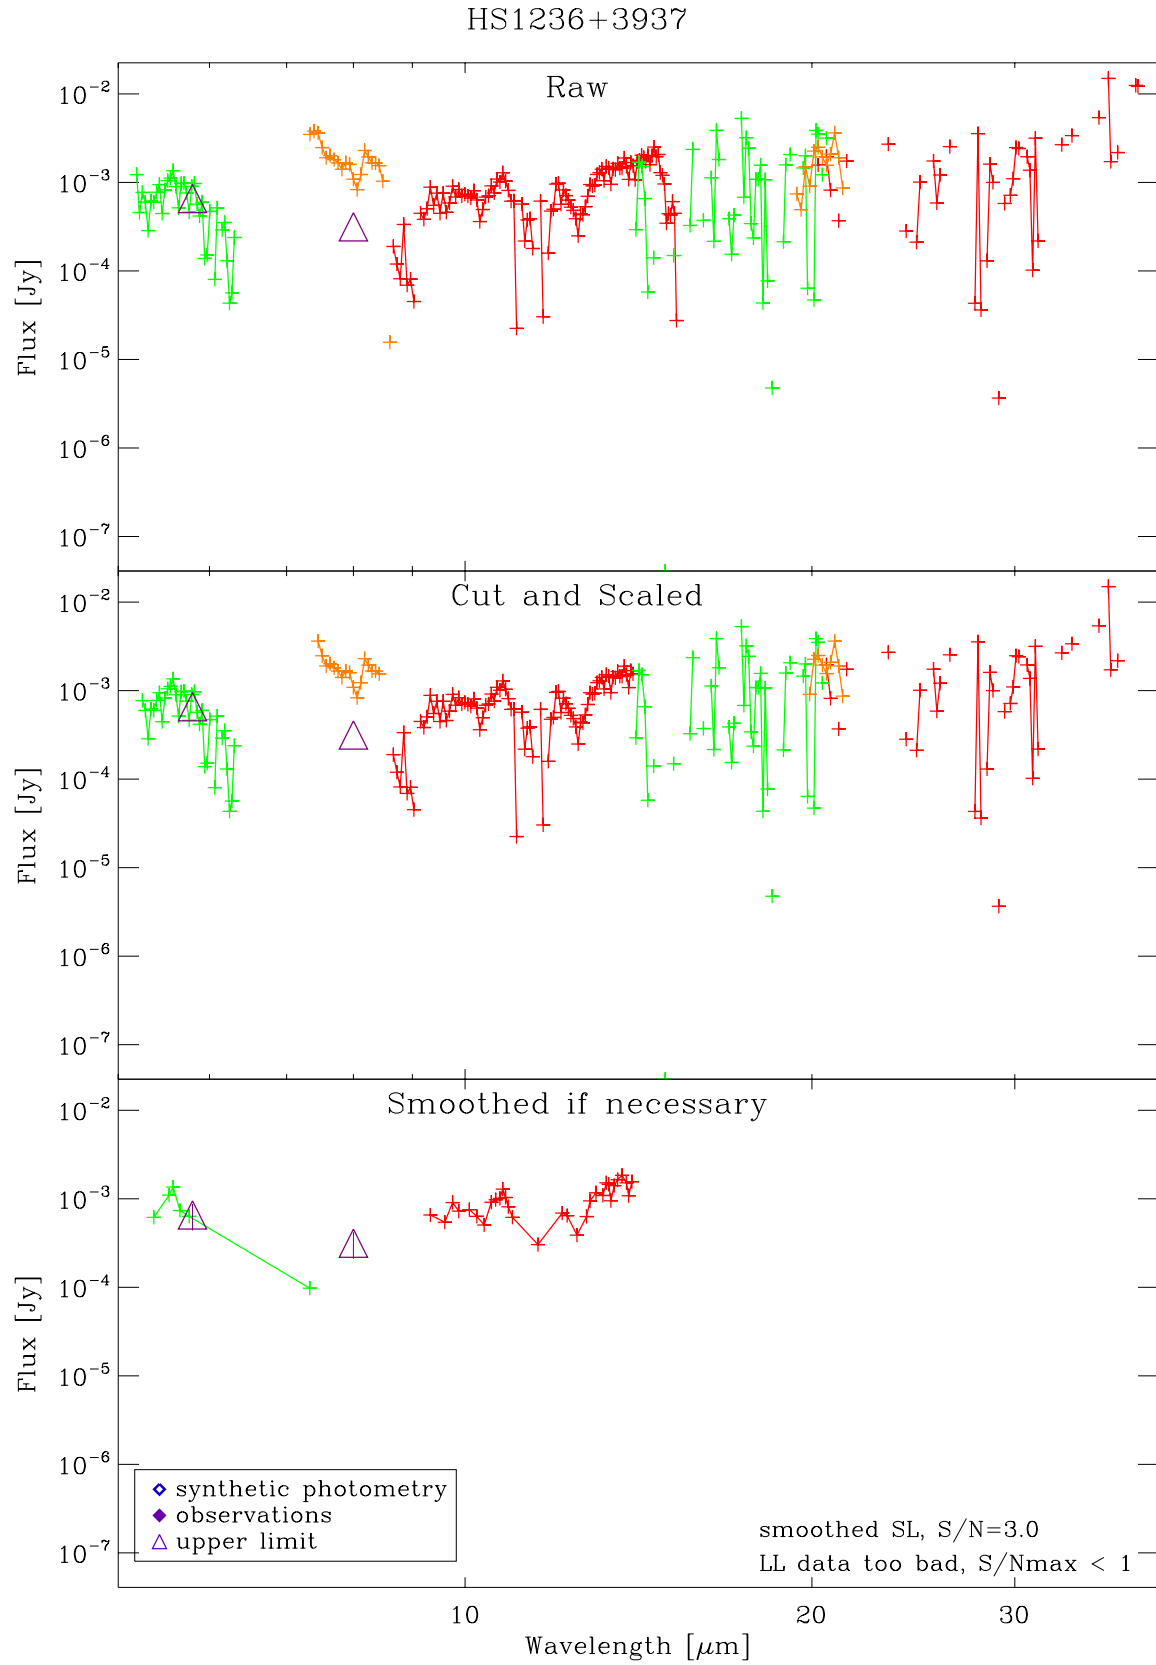 HS1236+3937
Raw
10⁻²
10⁻³
10⁻⁴
10⁻⁵
10⁻⁶
10⁻⁷
Flux [Jy]
Cut and Scaled
10⁻²
10⁻³
10⁻⁴
10⁻⁵
10⁻⁶
10⁻⁷
Flux [Jy]
Smoothed if necessary
10⁻²
10⁻³
10⁻⁴
10⁻⁵
10⁻⁶
10⁻⁷
Flux [Jy]
synthetic photometry
observations
upper limit
smoothed SL, S/N=3.0
LL data too bad, S/Nmax < 1
10 20 30
Wavelength [μm]